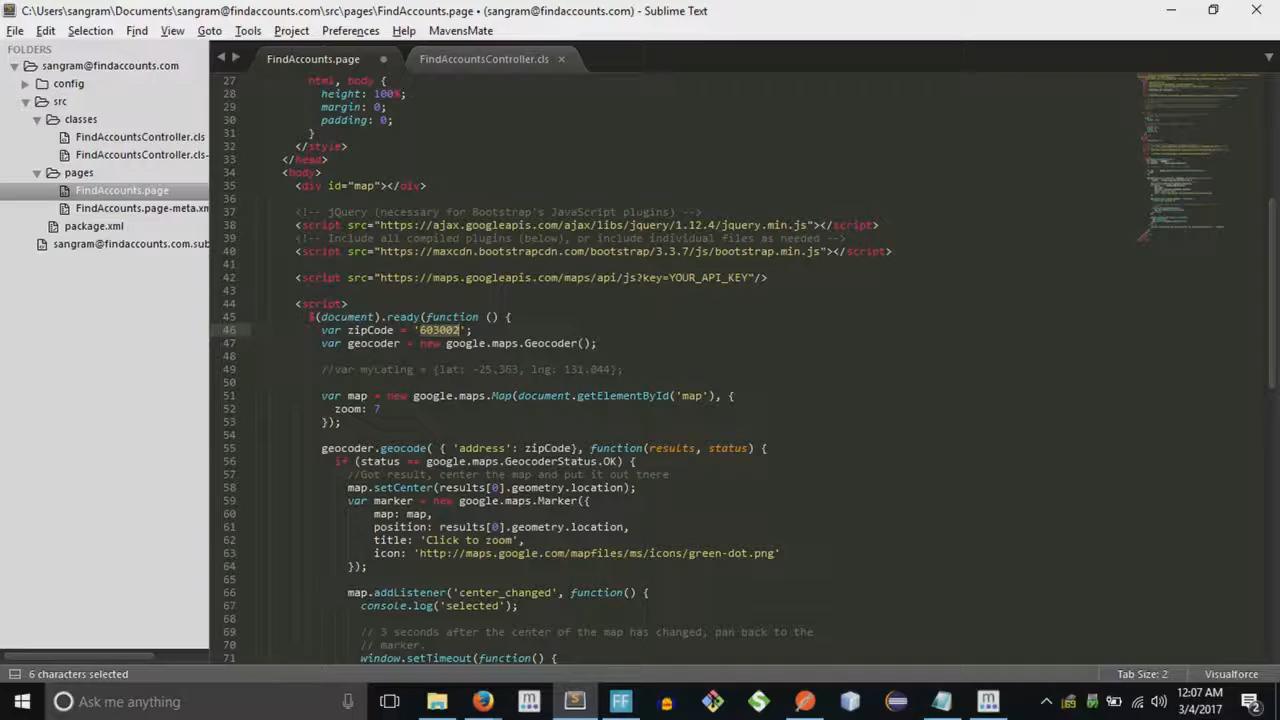 C:\Users\sangram\sangram@findaccounts.com\src\pages\FindAccounts.page • (sangram@findaccounts.com) - Sublime Text
File Edit Selection Find View Goto Tools Project Preferences Help MavensMate
FOLDERS
sangram@findaccounts.com
config
src
classes
FindAccountsController.cls
FindAccountsController.cls-
pages
FindAccounts.page
FindAccounts.page-meta.xm
package.xml
sangram@findaccounts.com.sub
FindAccounts.page
FindAccountsController.cls
27 html, body {
28 height: 100%;
29 margin: 0;
30 padding: 0;
31 }
32 </style>
33 </head>
34 <body>
35 <div id="map"></div>
36
37 <!-- jQuery (necessary for Bootstrap's JavaScript plugins) -->
38 <script src="https://ajax.googleapis.com/ajax/libs/jquery/1.12.4/jquery.min.js"></script>
39 <!-- Include all compiled plugins (below), or include individual files as needed -->
40 <script src="https://maxcdn.bootstrapcdn.com/bootstrap/3.3.7/js/bootstrap.min.js"></script>
41
42 <script src="https://maps.googleapis.com/maps/api/js?key=YOUR_API_KEY"/>
43
44 <script>
45 $(document).ready(function () {
46 var zipCode = '603002';
47 var geocoder = new google.maps.Geocoder();
48
49 //var myLatlng = {lat: -25.363, lng: 131.044};
50
51 var map = new google.maps.Map(document.getElementById('map'), {
52 zoom: 7
53 });
54
55 geocoder.geocode( { 'address': zipCode}, function(results, status) {
56 if (status == google.maps.GeocoderStatus.OK) {
57 //Got result, center the map and put it out there
58 map.setCenter(results[0].geometry.location);
59 var marker = new google.maps.Marker({
60 map: map,
61 position: results[0].geometry.location,
62 title: 'Click to zoom',
63 icon: 'http://maps.google.com/mapfiles/ms/icons/green-dot.png'
64 });
65
66 map.addListener('center_changed', function() {
67 console.log('selected');
68
69 // 3 seconds after the center of the map has changed, pan back to the
70 // marker.
71 window.setTimeout(function() {
6 characters selected
Tab Size: 2
Visualforce
Ask me anything
12:07 AM
3/4/2017